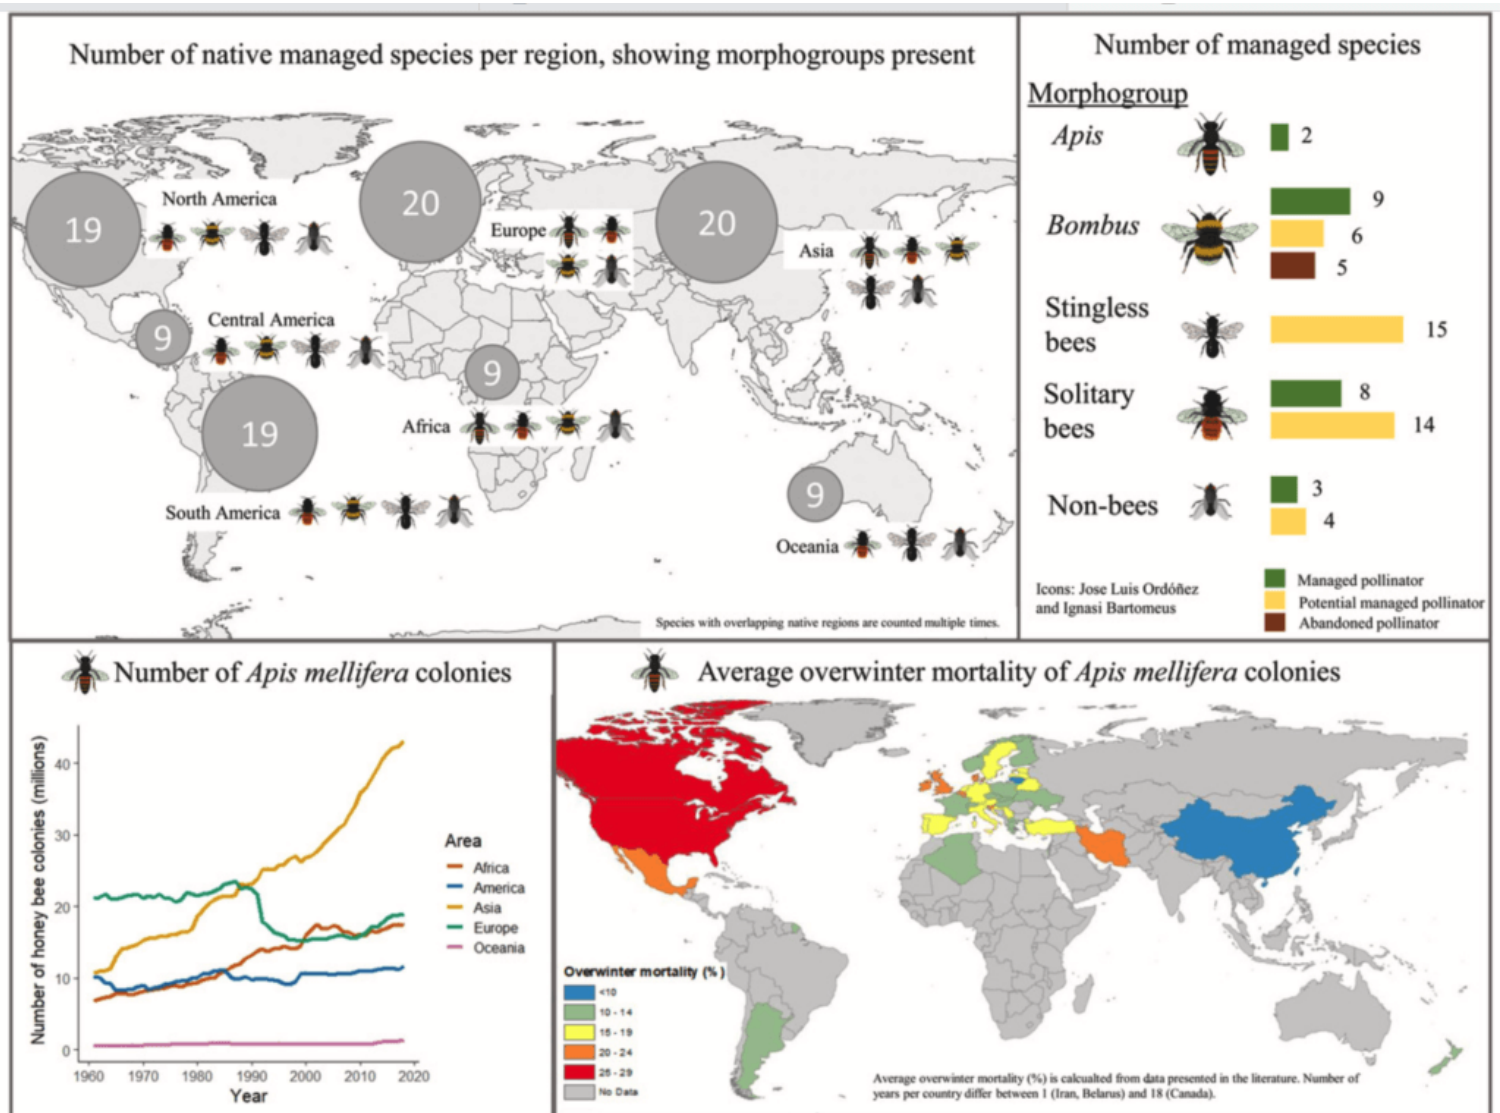 Number of native managed species per region, showing morphogroups present
19
North America
20
Europe
20
Asia
9
Central America
9
Africa
19
South America
9
Oceania
Species with overlapping native regions are counted multiple times.
Number of managed species
Morphogroup
Apis
2
Bombus
9
6
5
Stingless
bees
15
Solitary
bees
8
14
Non-bees
3
4
Icons: Jose Luis Ordóñez
and Ignasi Bartomeus
Managed pollinator
Potential managed pollinator
Abandoned pollinator
Number of Apis mellifera colonies
Number of honey bee colonies (millions)
40
30
20
10
0
1960 1970 1980 1990 2000 2010 2020
Year
Area
Africa
America
Asia
Europe
Oceania
Average overwinter mortality of Apis mellifera colonies
Overwinter mortality (%)
<10
10 - 14
15 - 19
20 - 24
25 - 29
No Data
Average overwinter mortality (%) is calcualted from data presented in the literature. Number of
years per country differ between 1 (Iran, Belarus) and 18 (Canada).